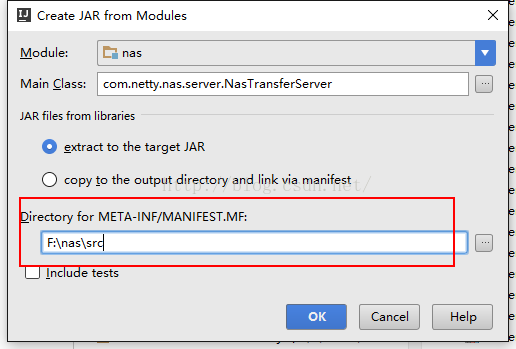 Create JAR from Modules
Module: nas
Main Class: com.netty.nas.server.NasTransferServer
JAR files from libraries
extract to the target JAR
copy to the output directory and link via manifest
http://blog.csdn.net/
Directory for META-INF/MANIFEST.MF:
F:\nas\src
Include tests
OK Cancel Help